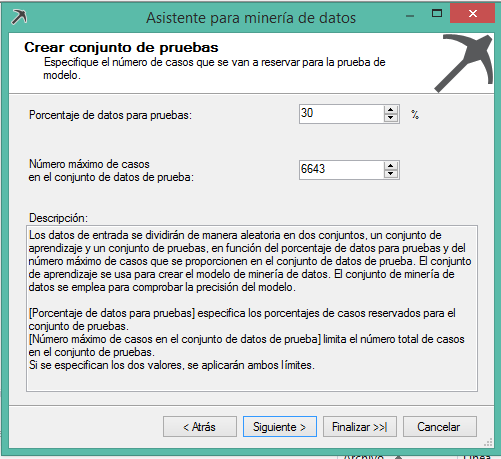 Asistente para minería de datos
Crear conjunto de pruebas
Especifique el número de casos que se van a reservar para la prueba de
modelo.
Porcentaje de datos para pruebas:
30
%
Número máximo de casos
en el conjunto de datos de prueba:
6643
Descripción:
Los datos de entrada se dividirán de manera aleatoria en dos conjuntos, un conjunto de
aprendizaje y un conjunto de pruebas, en función del porcentaje de datos para pruebas y del
número máximo de casos que se proporcionen en el conjunto de datos de prueba. El conjunto
de aprendizaje se usa para crear el modelo de minería de datos. El conjunto de minería de
datos se emplea para comprobar la precisión del modelo.
[Porcentaje de datos para pruebas] especifica los porcentajes de casos reservados para el
conjunto de pruebas.
[Número máximo de casos en el conjunto de datos de prueba] limita el número total de casos
en el conjunto de pruebas.
Si se especifican los dos valores, se aplicarán ambos límites.
< Atrás
Siguiente >
Finalizar >>|
Cancelar